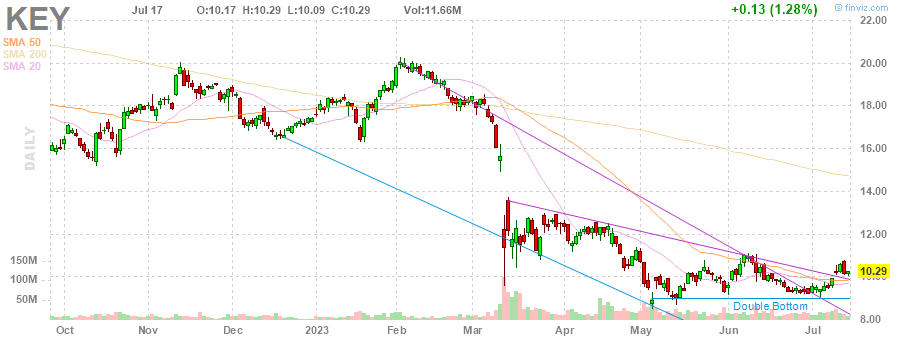 KEY Jul 17 O:10.17 H:10.29 L:10.09 C:10.29 Vol:11.66M +0.13 (1.28%) © finviz.com
SMA 50
SMA 200
SMA 20
DAILY
22.00
20.00
18.00
16.00
14.00
12.00
10.29
8.00
150M
100M
50M
Double Bottom
Oct Nov Dec 2023 Feb Mar Apr May Jun Jul